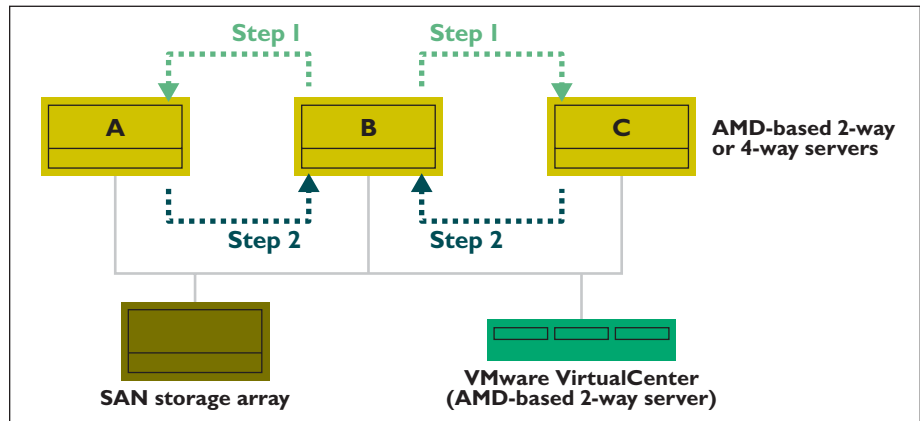 Step 1
Step 1
A
B
C
AMD-based 2-way
or 4-way servers
Step 2
Step 2
SAN storage array
VMware VirtualCenter
(AMD-based 2-way server)